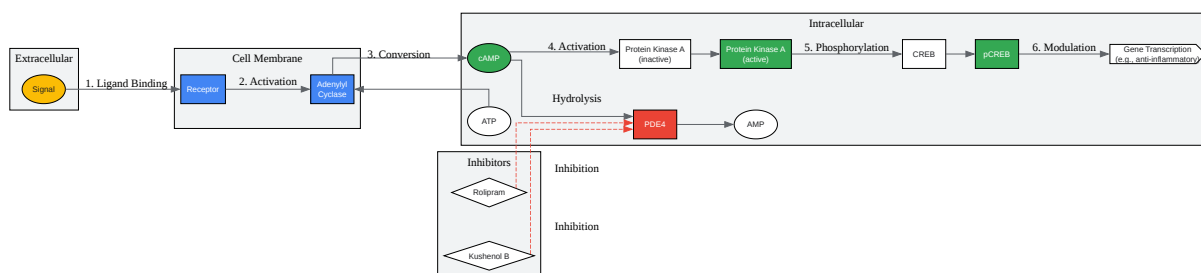 Intracellular
Extracellular
Cell Membrane
Signal
1. Ligand Binding
Receptor
2. Activation
Adenylyl
Cyclase
3. Conversion
cAMP
4. Activation
Protein Kinase A
(inactive)
Protein Kinase A
(active)
5. Phosphorylation
CREB
pCREB
6. Modulation
Gene Transcription
(e.g., anti-inflammatory)
Hydrolysis
ATP
PDE4
AMP
Inhibitors
Inhibition
Rolipram
Inhibition
Kushenol B